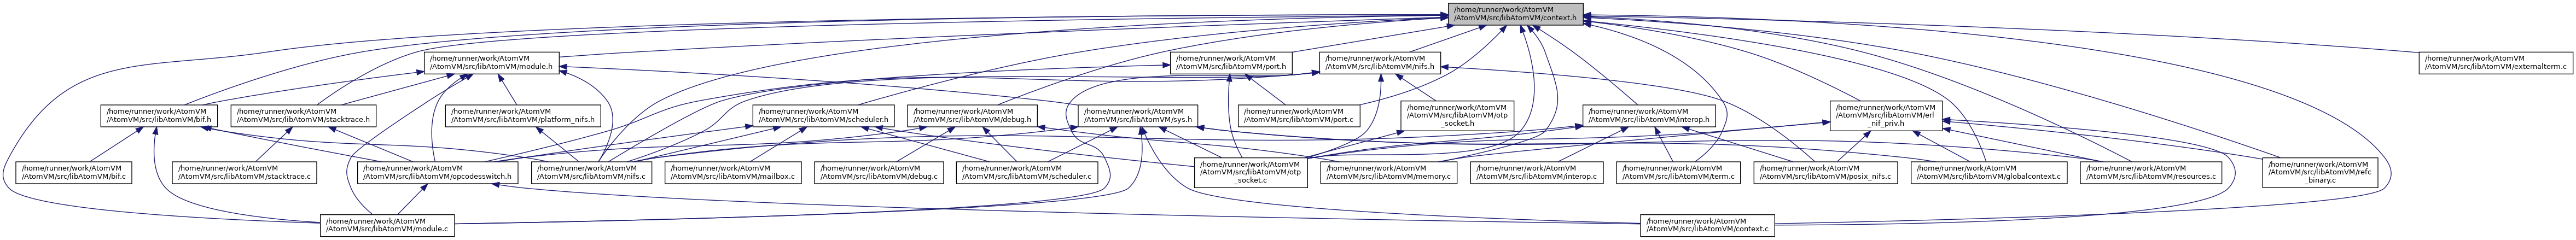 /home/runner/work/AtomVM
/AtomVM/src/libAtomVM/context.h
/home/runner/work/AtomVM
/AtomVM/src/libAtomVM/module.h
/home/runner/work/AtomVM
/AtomVM/src/libAtomVM/port.h
/home/runner/work/AtomVM
/AtomVM/src/libAtomVM/nifs.h
/home/runner/work/AtomVM
/AtomVM/src/libAtomVM/externalterm.c
/home/runner/work/AtomVM
/AtomVM/src/libAtomVM/bif.h
/home/runner/work/AtomVM
/AtomVM/src/libAtomVM/stacktrace.h
/home/runner/work/AtomVM
/AtomVM/src/libAtomVM/platform_nifs.h
/home/runner/work/AtomVM
/AtomVM/src/libAtomVM/scheduler.h
/home/runner/work/AtomVM
/AtomVM/src/libAtomVM/debug.h
/home/runner/work/AtomVM
/AtomVM/src/libAtomVM/sys.h
/home/runner/work/AtomVM
/AtomVM/src/libAtomVM/port.c
/home/runner/work/AtomVM
/AtomVM/src/libAtomVM/otp
_socket.h
/home/runner/work/AtomVM
/AtomVM/src/libAtomVM/interop.h
/home/runner/work/AtomVM
/AtomVM/src/libAtomVM/erl
_nif_priv.h
/home/runner/work/AtomVM
/AtomVM/src/libAtomVM/bif.c
/home/runner/work/AtomVM
/AtomVM/src/libAtomVM/stacktrace.c
/home/runner/work/AtomVM
/AtomVM/src/libAtomVM/opcodesswitch.h
/home/runner/work/AtomVM
/AtomVM/src/libAtomVM/nifs.c
/home/runner/work/AtomVM
/AtomVM/src/libAtomVM/mailbox.c
/home/runner/work/AtomVM
/AtomVM/src/libAtomVM/debug.c
/home/runner/work/AtomVM
/AtomVM/src/libAtomVM/scheduler.c
/home/runner/work/AtomVM
/AtomVM/src/libAtomVM/otp
_socket.c
/home/runner/work/AtomVM
/AtomVM/src/libAtomVM/memory.c
/home/runner/work/AtomVM
/AtomVM/src/libAtomVM/interop.c
/home/runner/work/AtomVM
/AtomVM/src/libAtomVM/term.c
/home/runner/work/AtomVM
/AtomVM/src/libAtomVM/posix_nifs.c
/home/runner/work/AtomVM
/AtomVM/src/libAtomVM/globalcontext.c
/home/runner/work/AtomVM
/AtomVM/src/libAtomVM/resources.c
/home/runner/work/AtomVM
/AtomVM/src/libAtomVM/refc
_binary.c
/home/runner/work/AtomVM
/AtomVM/src/libAtomVM/module.c
/home/runner/work/AtomVM
/AtomVM/src/libAtomVM/context.c